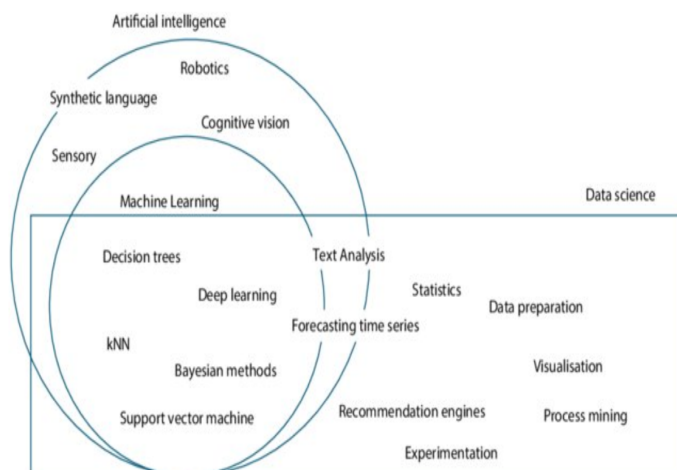 Artificial intelligence
Robotics
Synthetic language
Cognitive vision
Sensory
Data science
Machine Learning
Decision trees
Text Analysis
Statistics
Deep learning
Data preparation
Forecasting time series
kNN
Visualisation
Bayesian methods
Support vector machine
Recommendation engines
Process mining
Experimentation